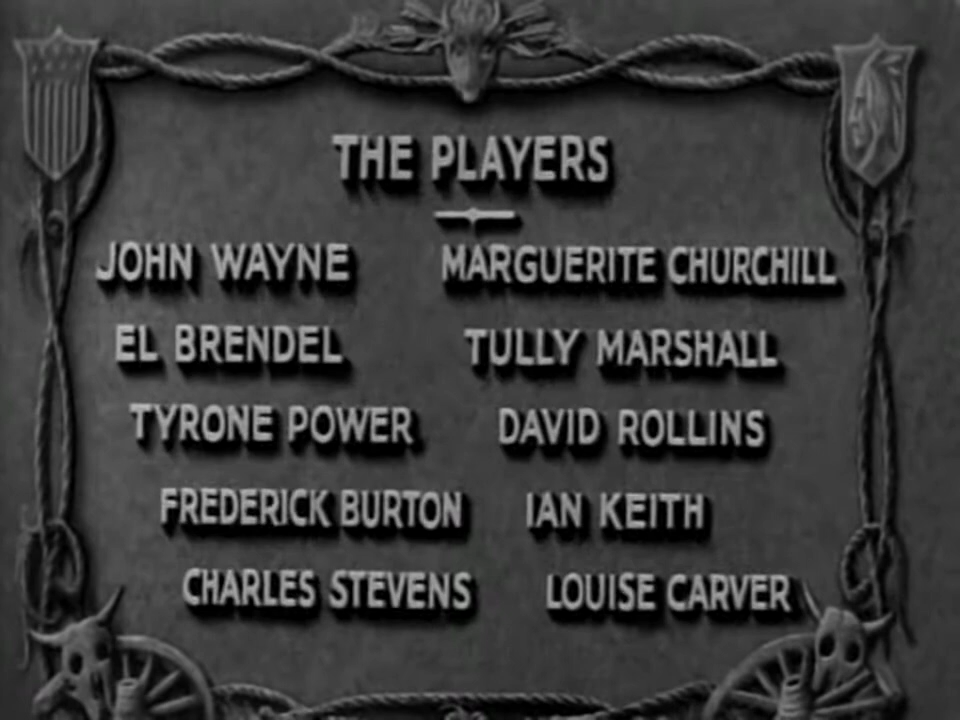 THE PLAYERS
JOHN WAYNE MARGUERITE CHURCHILL
EL BRENDEL TULLY MARSHALL
TYRONE POWER DAVID ROLLINS
FREDERICK BURTON IAN KEITH
CHARLES STEVENS LOUISE CARVER